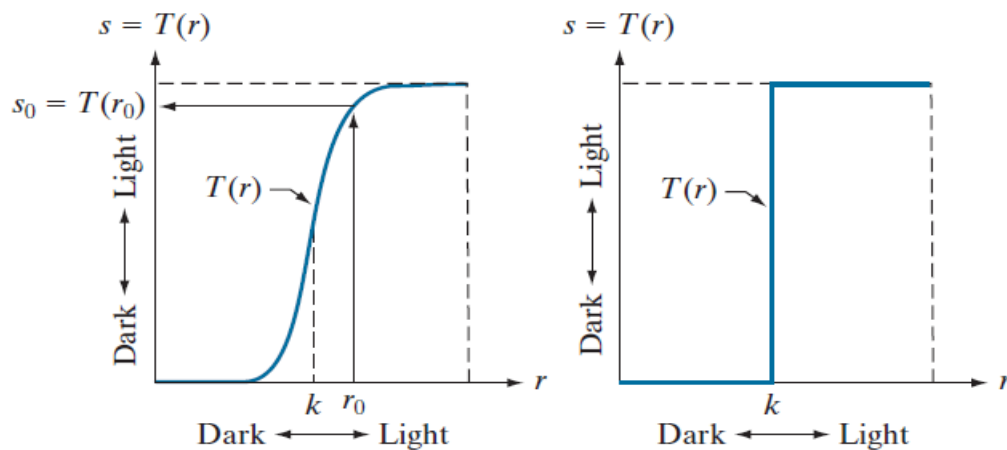 s = T(r)
s₀ = T(r₀)
T(r)
Dark Light
k r₀
r
Dark Light
s = T(r)
T(r)
Dark Light
k
r
Dark Light